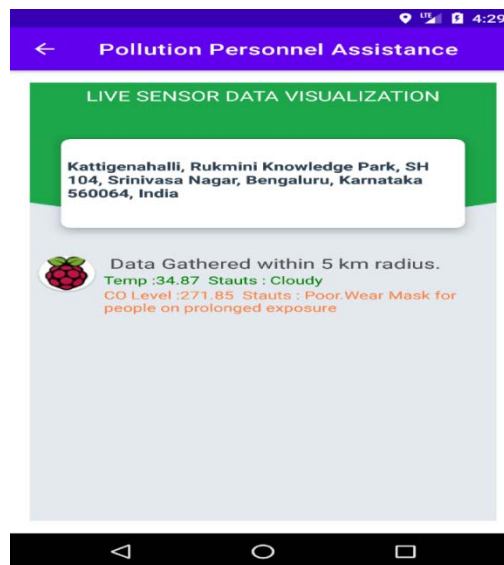 LTE 4:29
Pollution Personnel Assistance
LIVE SENSOR DATA VISUALIZATION
Kattigenahalli, Rukmini Knowledge Park, SH
104, Srinivasa Nagar, Bengaluru, Karnataka
560064, India
Data Gathered within 5 km radius.
Temp :34.87 Stauts : Cloudy
CO Level :271.85 Stauts : Poor.Wear Mask for
people on prolonged exposure